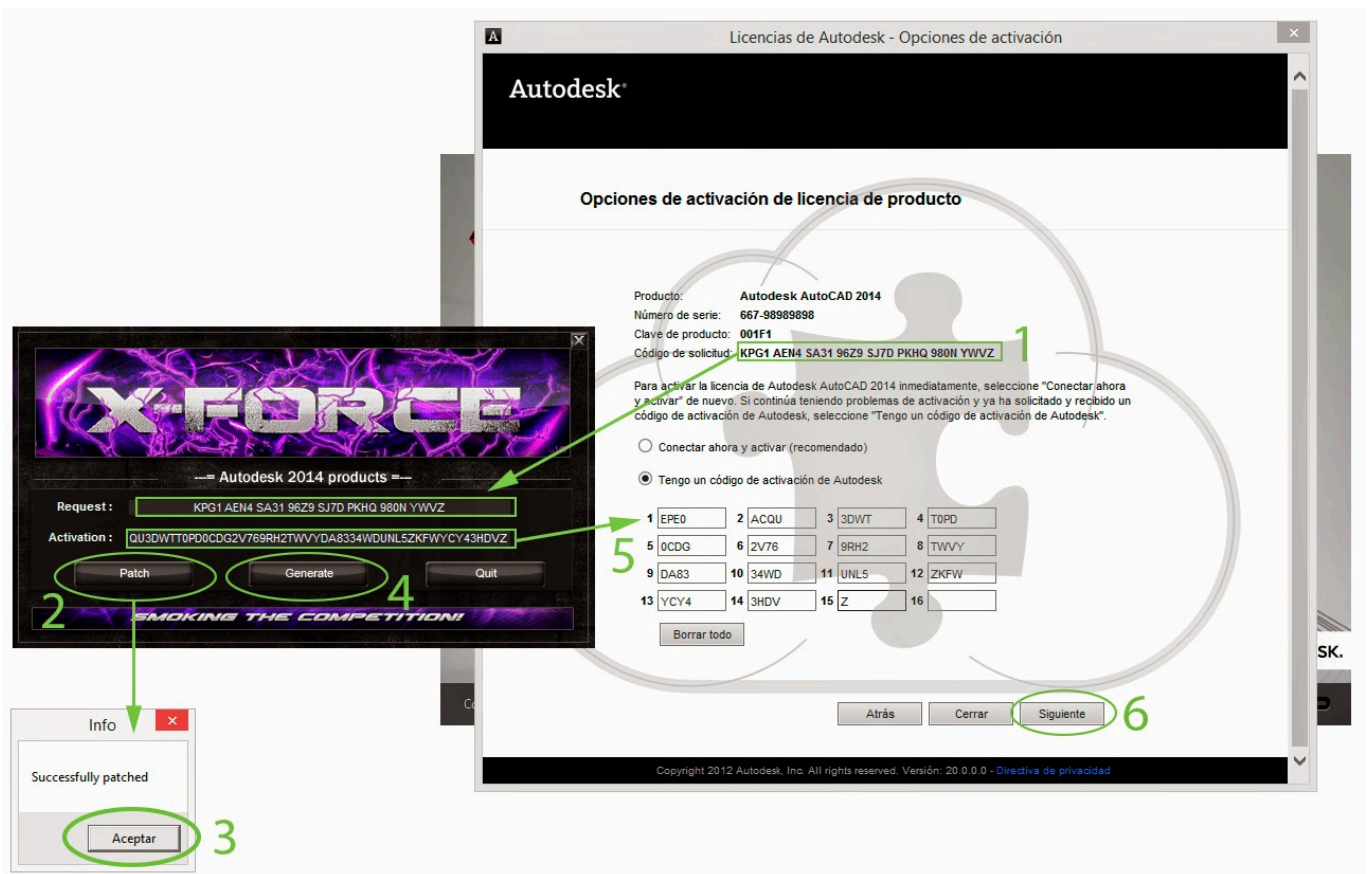 Licencias de Autodesk - Opciones de activación
Autodesk
Opciones de activación de licencia de producto
Producto: Autodesk AutoCAD 2014
Número de serie: 667-98989898
Clave de producto: 001F1
Código de solicitud: KPG1 AEN4 SA31 96Z9 SJ7D PKHQ 980N YWVZ
1
Para activar la licencia de Autodesk AutoCAD 2014 inmediatamente, seleccione "Conectar ahora
y activar" de nuevo. Si continúa teniendo problemas de activación y ya ha solicitado y recibido un
código de activación de Autodesk, seleccione "Tengo un código de activación de Autodesk".
Conectar ahora y activar (recomendado)
Tengo un código de activación de Autodesk
1 EPE0 2 ACQU 3 3DWT 4 T0PD
5 0CDG 6 2V76 7 9RH2 8 TWVY
9 DA83 10 34WD 11 UNL5 12 ZKFW
13 YCY4 14 3HDV 15 Z 16
5
Borrar todo
Atrás Cerrar Siguiente
6
Copyright 2012 Autodesk, Inc. All rights reserved. Versión: 20.0.0.0 - Directiva de privacidad
SK.
X-FORCE
---= Autodesk 2014 products =---
Request : KPG1 AEN4 SA31 96Z9 SJ7D PKHQ 980N YWVZ
Activation : QU3DWTT0PD0CDG2V769RH2TWVYDA8334WDUNL5ZKFWYCY43HDVZ
Patch Generate Quit
2 4
SMOKING THE COMPETITION!
Info
Successfully patched
Aceptar
3